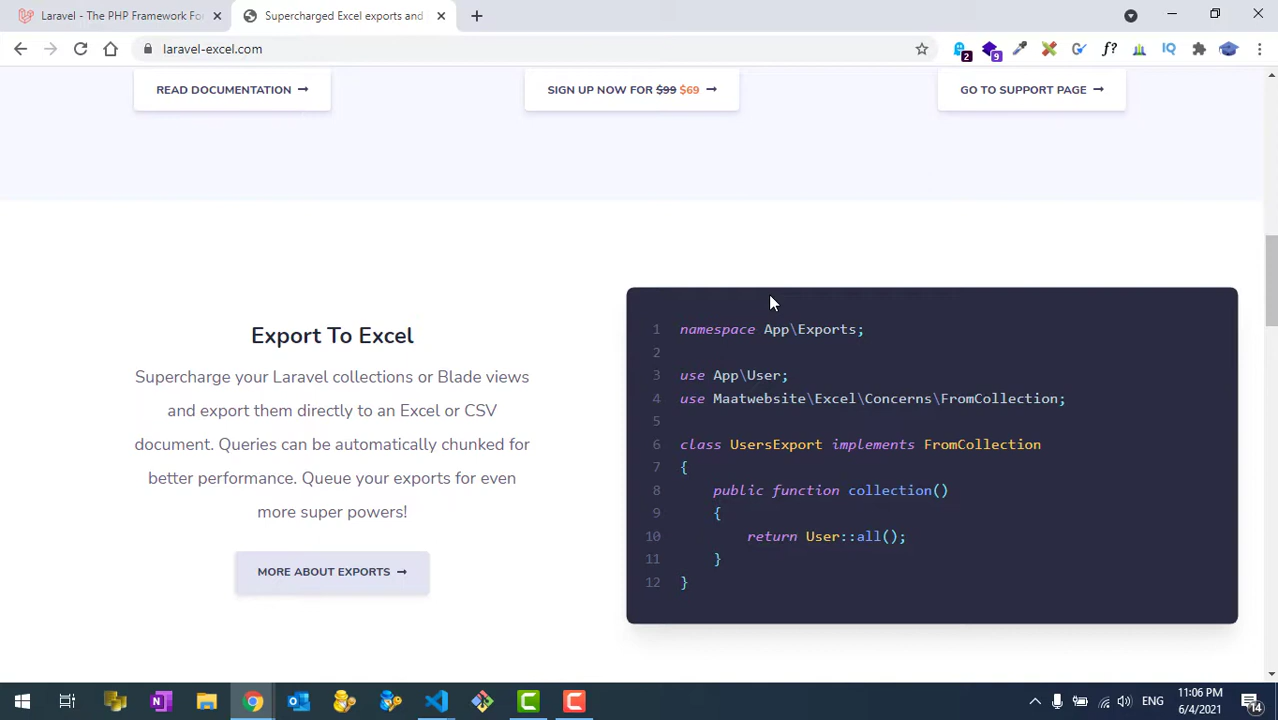 Laravel - The PHP Framework For
Supercharged Excel exports and
laravel-excel.com
2
9
f?
IQ
READ DOCUMENTATION →
SIGN UP NOW FOR $99 $69 →
GO TO SUPPORT PAGE →
Export To Excel
Supercharge your Laravel collections or Blade views
and export them directly to an Excel or CSV
document. Queries can be automatically chunked for
better performance. Queue your exports for even
more super powers!
MORE ABOUT EXPORTS →
1 namespace App\Exports;
2
3 use App\User;
4 use Maatwebsite\Excel\Concerns\FromCollection;
5
6 class UsersExport implements FromCollection
7 {
8 public function collection()
9 {
10 return User::all();
11 }
12 }
ENG
11:06 PM
6/4/2021
14